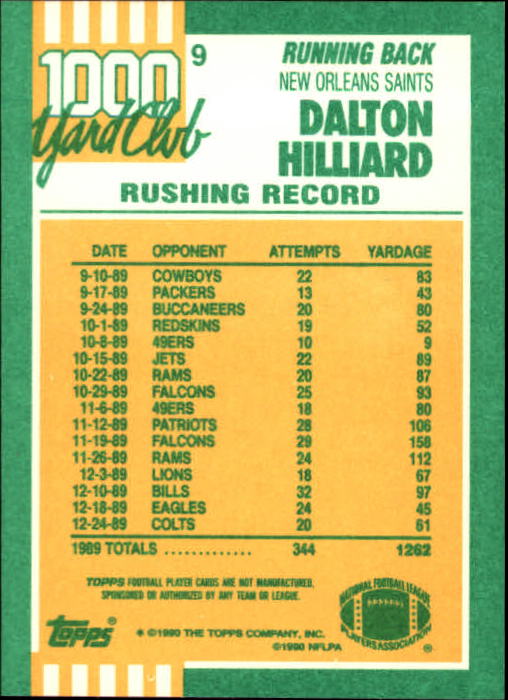 1000 9 RUNNING BACK
NEW ORLEANS SAINTS
Yard Club DALTON
HILLIARD
RUSHING RECORD
DATE OPPONENT ATTEMPTS YARDAGE
9-10-89 COWBOYS 22 83
9-17-89 PACKERS 13 43
9-24-89 BUCCANEERS 20 80
10-1-89 REDSKINS 19 52
10-8-89 49ERS 10 9
10-15-89 JETS 22 89
10-22-89 RAMS 20 87
10-29-89 FALCONS 25 93
11-6-89 49ERS 18 80
11-12-89 PATRIOTS 28 106
11-19-89 FALCONS 29 158
11-26-89 RAMS 24 112
12-3-89 LIONS 18 67
12-10-89 BILLS 32 97
12-18-89 EAGLES 24 45
12-24-89 COLTS 20 61
1989 TOTALS ............. 344 1262
TOPPS FOOTBALL PLAYER CARDS ARE NOT MANUFACTURED,
SPONSORED OR AUTHORIZED BY ANY TEAM OR LEAGUE.
NATIONAL FOOTBALL LEAGUE
PLAYERS ASSOCIATION ®
TOPPS * ©1990 THE TOPPS COMPANY, INC.
©1990 NFLPA